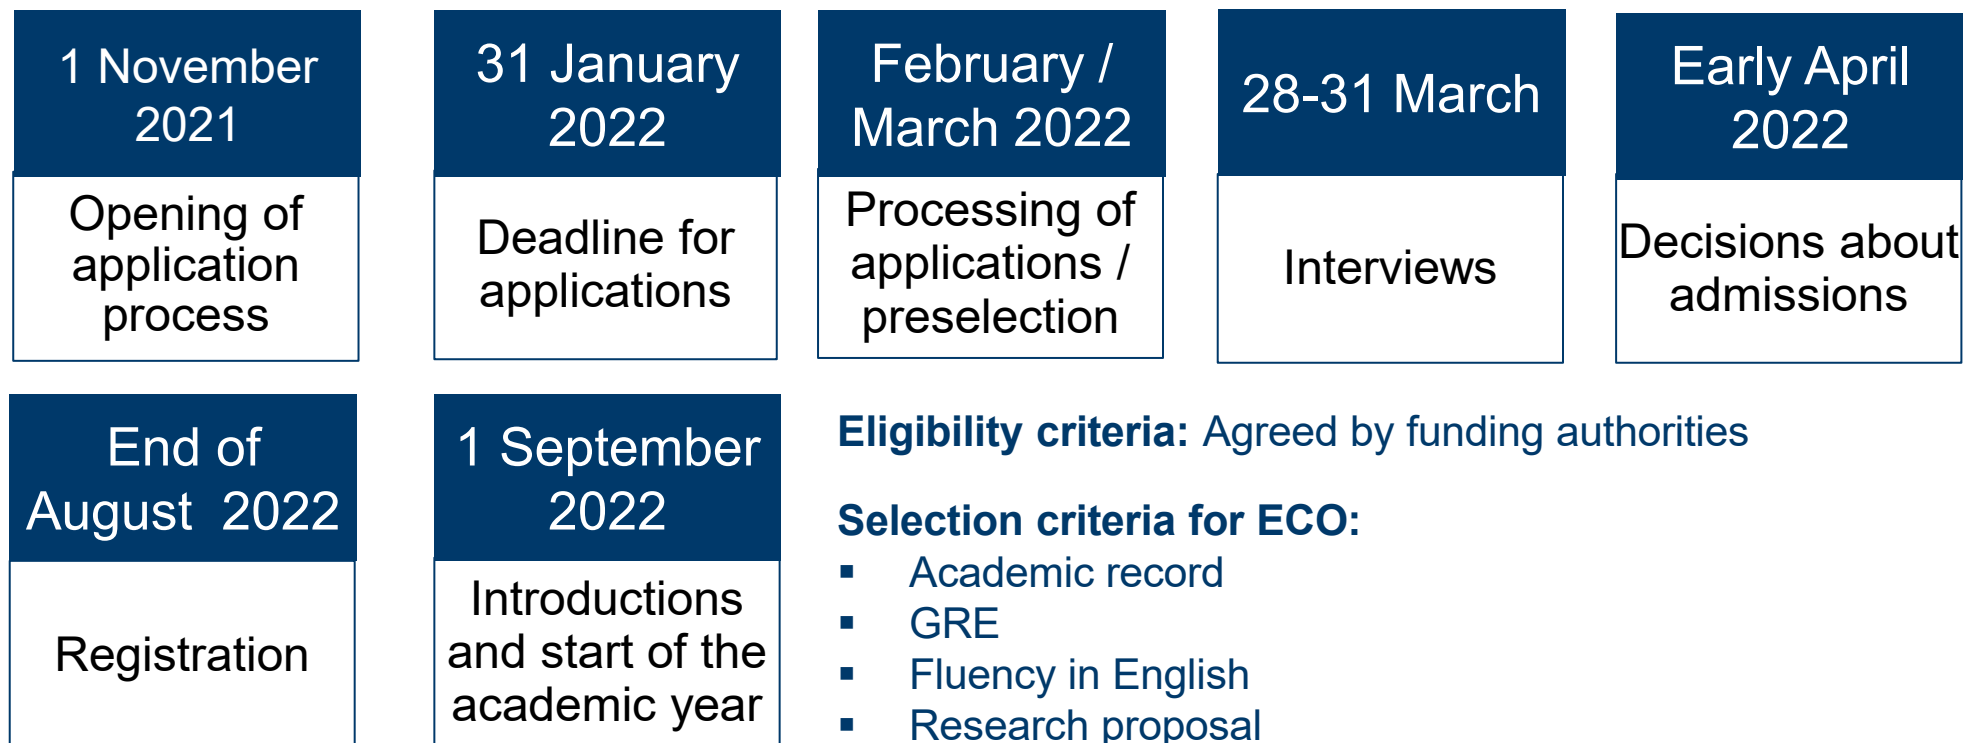 1 November
2021
Opening of
application
process
31 January
2022
Deadline for
applications
February /
March 2022
Processing of
applications /
preselection
28-31 March
Interviews
Early April
2022
Decisions about
admissions
End of
August  2022
Registration
1 September
2022
Introductions
and start of the
academic year
Eligibility criteria: Agreed by funding authorities
Selection criteria for ECO:
▪ Academic record
▪ GRE
▪ Fluency in English
▪ Research proposal